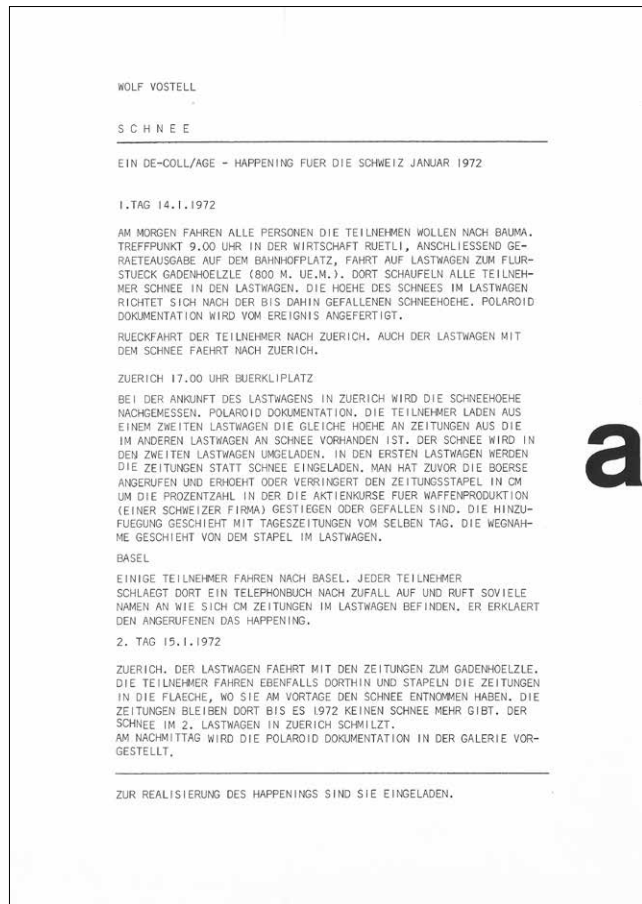 WOLF VOSTELL
S C H N E E
EIN DE-COLL/AGE - HAPPENING FUER DIE SCHWEIZ JANUAR 1972
1.TAG 14.1.1972
AM MORGEN FAHREN ALLE PERSONEN DIE TEILNEHMEN WOLLEN NACH BAUMA.
TREFFPUNKT 9.00 UHR IN DER WIRTSCHAFT RUETLI, ANSCHLIESSEND GE-
RAETEAUSGABE AUF DEM BAHNHOFPLATZ, FAHRT AUF LASTWAGEN ZUM FLUR-
STUECK GADENHOELZLE (800 M. UE.M.). DORT SCHAUFELN ALLE TEILNEH-
MER SCHNEE IN DEN LASTWAGEN. DIE HOEHE DES SCHNEES IM LASTWAGEN
RICHTET SICH NACH DER BIS DAHIN GEFALLENEN SCHNEEHOEHE. POLAROID
DOKUMENTATION WIRD VOM EREIGNIS ANGEFERTIGT.
RUECKFAHRT DER TEILNEHMER NACH ZUERICH. AUCH DER LASTWAGEN MIT
DEM SCHNEE FAEHRT NACH ZUERICH.
ZUERICH 17.00 UHR BUERKLIPLATZ
BEI DER ANKUNFT DES LASTWAGENS IN ZUERICH WIRD DIE SCHNEEHOEHE
NACHGEMESSEN. POLAROID DOKUMENTATION. DIE TEILNEHMER LADEN AUS
EINEM ZWEITEN LASTWAGEN DIE GLEICHE HOEHE AN ZEITUNGEN AUS DIE
IM ANDEREN LASTWAGEN AN SCHNEE VORHANDEN IST. DER SCHNEE WIRD IN
DEN ZWEITEN LASTWAGEN UMGELADEN. IN DEN ERSTEN LASTWAGEN WERDEN
DIE ZEITUNGEN STATT SCHNEE EINGELADEN. MAN HAT ZUVOR DIE BOERSE
ANGERUFEN UND ERHOEHT ODER VERRINGERT DEN ZEITUNGSSTAPEL IN CM
UM DIE PROZENTZAHL IN DER DIE AKTIENKURSE FUER WAFFENPRODUKTION
(EINER SCHWEIZER FIRMA) GESTIEGEN ODER GEFALLEN SIND. DIE HINZU-
FUEGUNG GESCHIEHT MIT TAGESZEITUNGEN VOM SELBEN TAG. DIE WEGNAH-
ME GESCHIEHT VON DEM STAPEL IM LASTWAGEN.
BASEL
EINIGE TEILNEHMER FAHREN NACH BASEL. JEDER TEILNEHMER
SCHLAEGT DORT EIN TELEPHONBUCH NACH ZUFALL AUF UND RUFT SOVIELE
NAMEN AN WIE SICH CM ZEITUNGEN IM LASTWAGEN BEFINDEN. ER ERKLAERT
DEN ANGERUFENEN DAS HAPPENING.
2. TAG 15.1.1972
ZUERICH. DER LASTWAGEN FAEHRT MIT DEN ZEITUNGEN ZUM GADENHOELZLE.
DIE TEILNEHMER FAHREN EBENFALLS DORTHIN UND STAPELN DIE ZEITUNGEN
IN DIE FLAECHE, WO SIE AM VORTAGE DEN SCHNEE ENTNOMMEN HABEN. DIE
ZEITUNGEN BLEIBEN DORT BIS ES 1972 KEINEN SCHNEE MEHR GIBT. DER
SCHNEE IM 2. LASTWAGEN IN ZUERICH SCHMILZT.
AM NACHMITTAG WIRD DIE POLAROID DOKUMENTATION IN DER GALERIE VOR-
GESTELLT.
ZUR REALISIERUNG DES HAPPENINGS SIND SIE EINGELADEN.
a